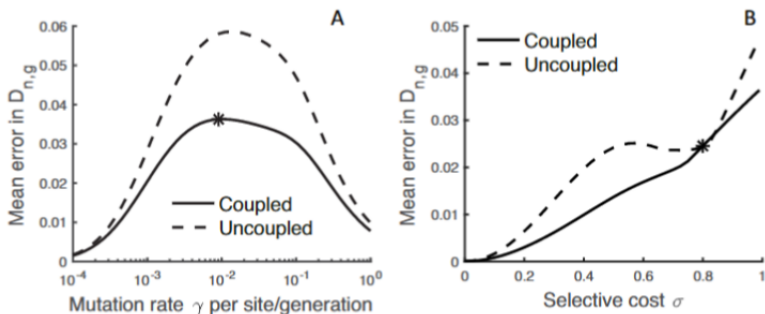 A
Mean error in D_{n,g}
0.06
0.05
0.04
0.03
0.02
0.01
0
Coupled
Uncoupled
10^{-4}
10^{-3}
10^{-2}
10^{-1}
10^{0}
Mutation rate γ per site/generation
B
Mean error in D_{n,g}
0.05
0.04
0.03
0.02
0.01
0
Coupled
Uncoupled
0
0.2
0.4
0.6
0.8
1
Selective cost σ